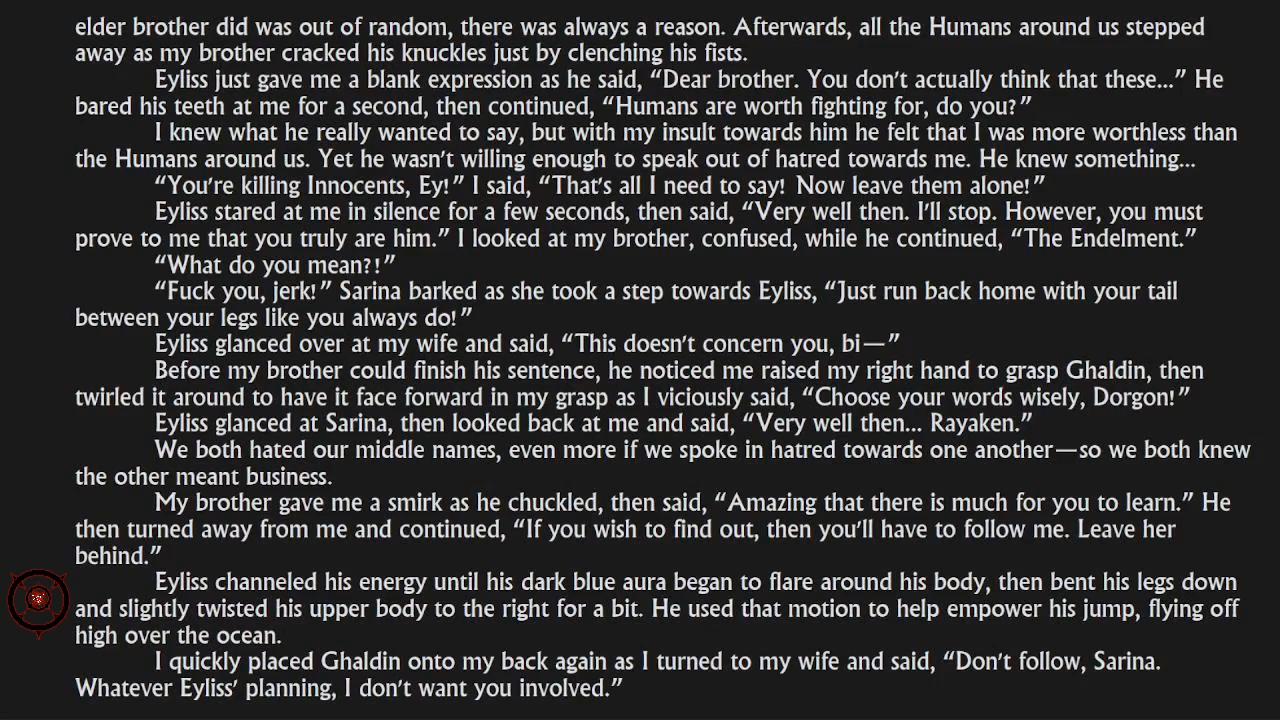 elder brother did was out of random, there was always a reason. Afterwards, all the Humans around us stepped
away as my brother cracked his knuckles just by clenching his fists.
Eyliss just gave me a blank expression as he said, “Dear brother. You don’t actually think that these...” He
bared his teeth at me for a second, then continued, “Humans are worth fighting for, do you?”
I knew what he really wanted to say, but with my insult towards him he felt that I was more worthless than
the Humans around us. Yet he wasn’t willing enough to speak out of hatred towards me. He knew something...
“You’re killing Innocents, Ey!” I said, “That’s all I need to say! Now leave them alone!”
Eyliss stared at me in silence for a few seconds, then said, “Very well then. I’ll stop. However, you must
prove to me that you truly are him.” I looked at my brother, confused, while he continued, “The Endelment.”
“What do you mean?!”
“Fuck you, jerk!” Sarina barked as she took a step towards Eyliss, “Just run back home with your tail
between your legs like you always do!”
Eyliss glanced over at my wife and said, “This doesn’t concern you, bi—”
Before my brother could finish his sentence, he noticed me raised my right hand to grasp Ghaldin, then
twirled it around to have it face forward in my grasp as I viciously said, “Choose your words wisely, Dorgon!”
Eyliss glanced at Sarina, then looked back at me and said, “Very well then... Rayaken.”
We both hated our middle names, even more if we spoke in hatred towards one another—so we both knew
the other meant business.
My brother gave me a smirk as he chuckled, then said, “Amazing that there is much for you to learn.” He
then turned away from me and continued, “If you wish to find out, then you’ll have to follow me. Leave her
behind.”
Eyliss channeled his energy until his dark blue aura began to flare around his body, then bent his legs down
and slightly twisted his upper body to the right for a bit. He used that motion to help empower his jump, flying off
high over the ocean.
I quickly placed Ghaldin onto my back again as I turned to my wife and said, “Don’t follow, Sarina.
Whatever Eyliss’ planning, I don’t want you involved.”